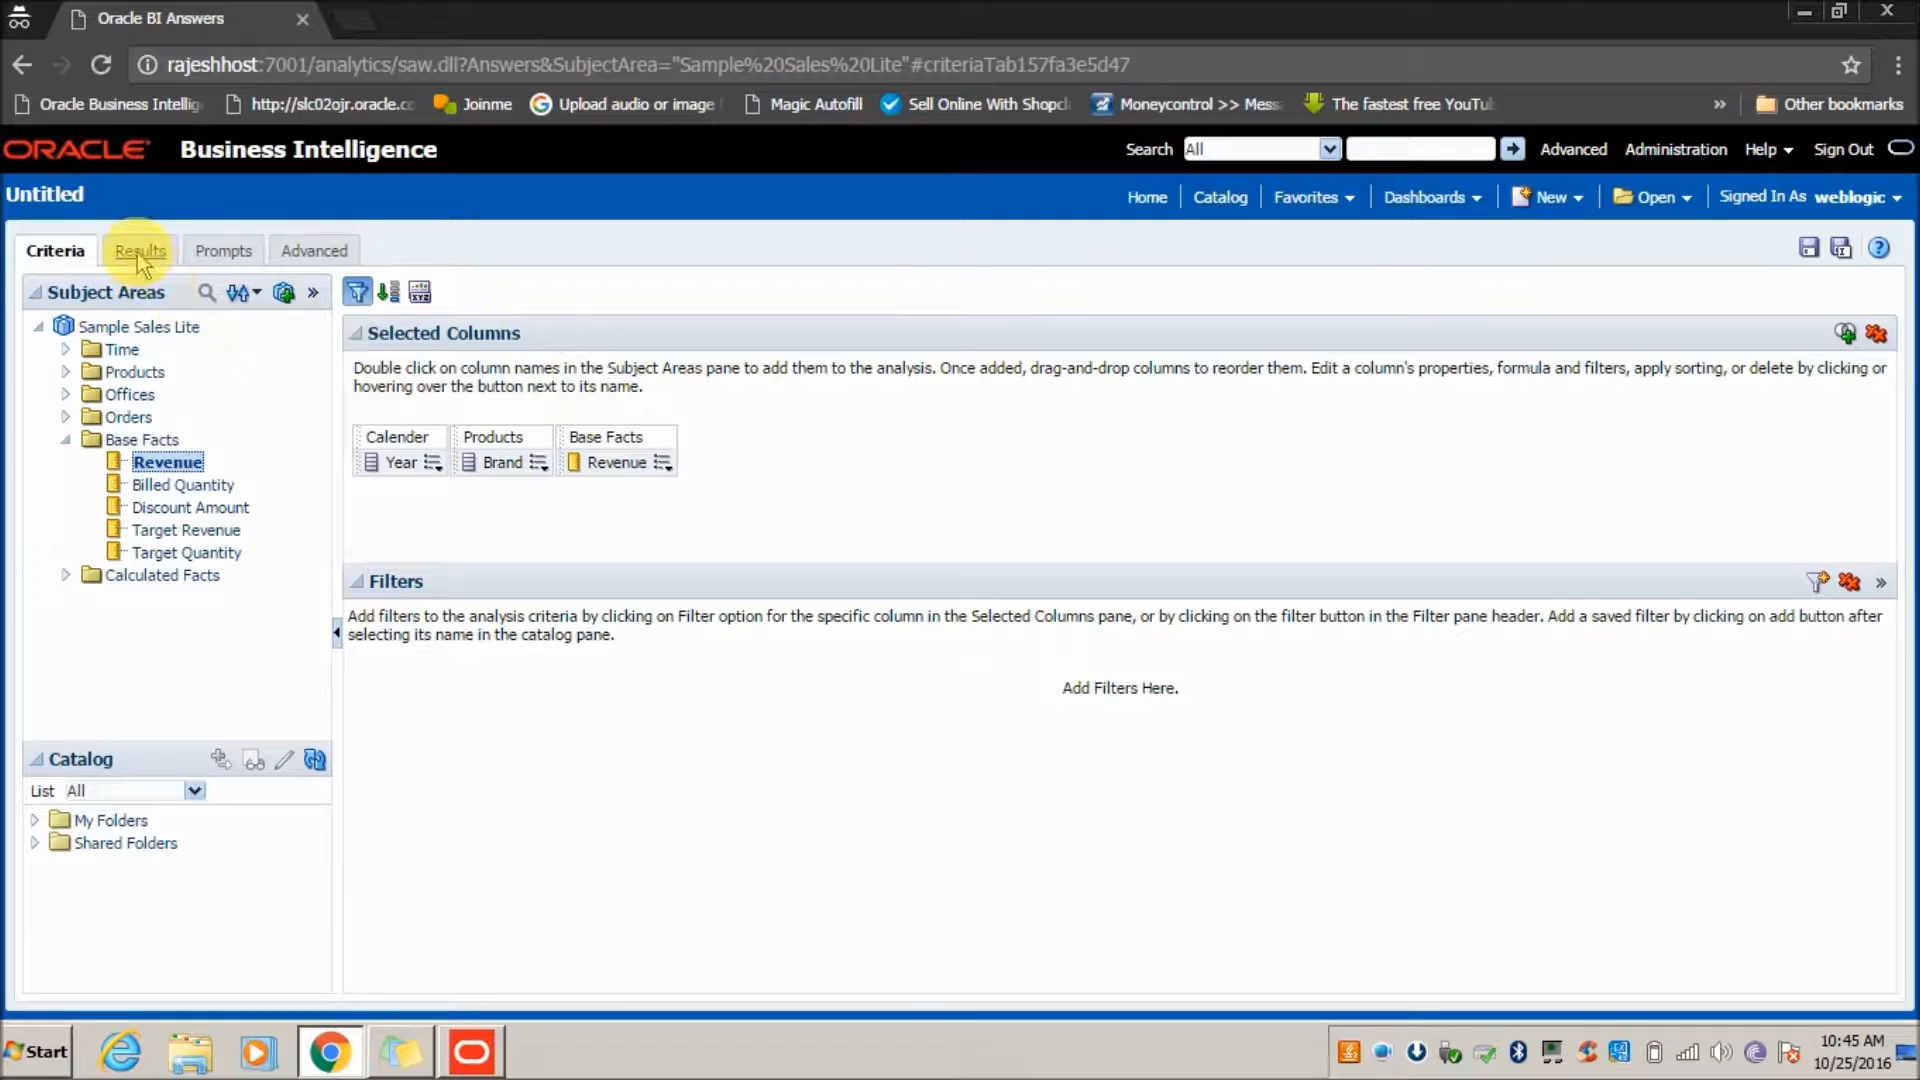 Oracle BI Answers
rajeshhost:7001/analytics/saw.dll?Answers&SubjectArea="Sample%20Sales%20Lite"#criteriaTab157fa3e5d47
Oracle Business Intellig http://slc02ojr.oracle.co Joinme Upload audio or image Magic Autofill Sell Online With Shopcl Moneycontrol >> Mess The fastest free YouTu » Other bookmarks
ORACLE Business Intelligence Search All Advanced Administration Help Sign Out
Untitled Home Catalog Favorites Dashboards New Open Signed In As weblogic
Criteria Results Prompts Advanced
Subject Areas »
Sample Sales Lite
Time
Products
Offices
Orders
Base Facts
Revenue
Billed Quantity
Discount Amount
Target Revenue
Target Quantity
Calculated Facts
Catalog
List All
My Folders
Shared Folders
XYZ
Selected Columns
Double click on column names in the Subject Areas pane to add them to the analysis. Once added, drag-and-drop columns to reorder them. Edit a column's properties, formula and filters, apply sorting, or delete by clicking or
hovering over the button next to its name.
Calender Products Base Facts
Year Brand Revenue
Filters »
Add filters to the analysis criteria by clicking on Filter option for the specific column in the Selected Columns pane, or by clicking on the filter button in the Filter pane header. Add a saved filter by clicking on add button after
selecting its name in the catalog pane.
Add Filters Here.
Start
10:45 AM
10/25/2016